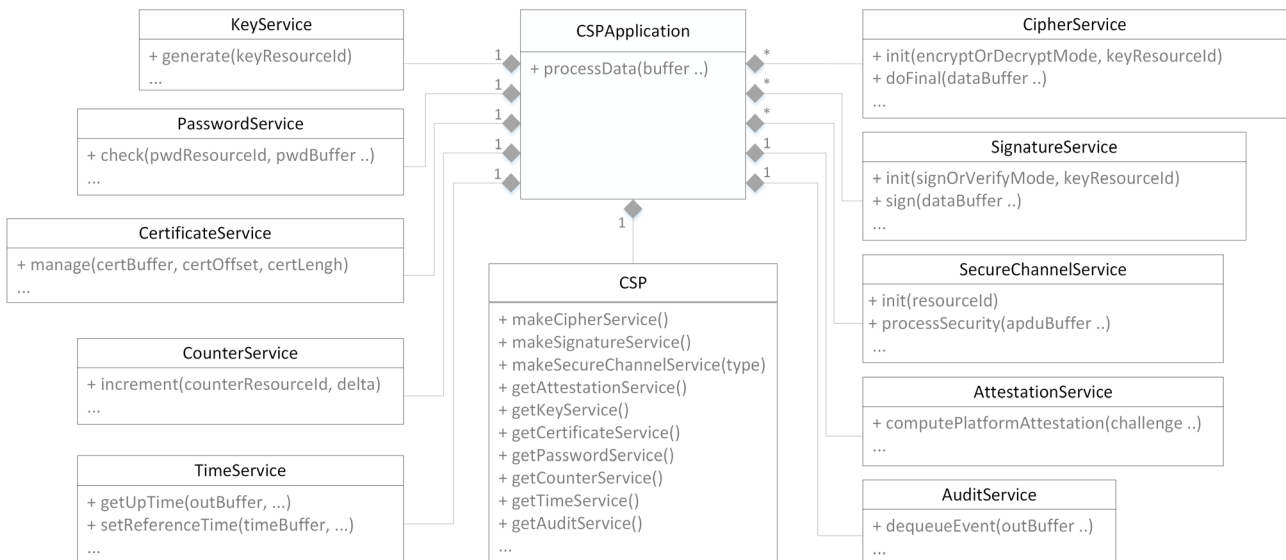 KeyService
+ generate(keyResourceId)
...
PasswordService
+ check(pwdResourceId, pwdBuffer ..)
...
CertificateService
+ manage(certBuffer, certOffset, certLengh)
...
CounterService
+ increment(counterResourceId, delta)
...
TimeService
+ getUpTime(outBuffer, ...)
+ setReferenceTime(timeBuffer, ...)
...
CSPApplication
+ processData(buffer ..)
1
1
1
1
1
*
*
*
1
1
1
CSP
+ makeCipherService()
+ makeSignatureService()
+ makeSecureChannelService(type)
+ getAttestationService()
+ getKeyService()
+ getCertificateService()
+ getPasswordService()
+ getCounterService()
+ getTimeService()
+ getAuditService()
...
CipherService
+ init(encryptOrDecryptMode, keyResourceId)
+ doFinal(dataBuffer ..)
...
SignatureService
+ init(signOrVerifyMode, keyResourceId)
+ sign(dataBuffer ..)
...
SecureChannelService
+ init(resourceId)
+ processSecurity(apduBuffer ..)
...
AttestationService
+ computePlatformAttestation(challenge ..)
...
AuditService
+ dequeueEvent(outBuffer ..)
...